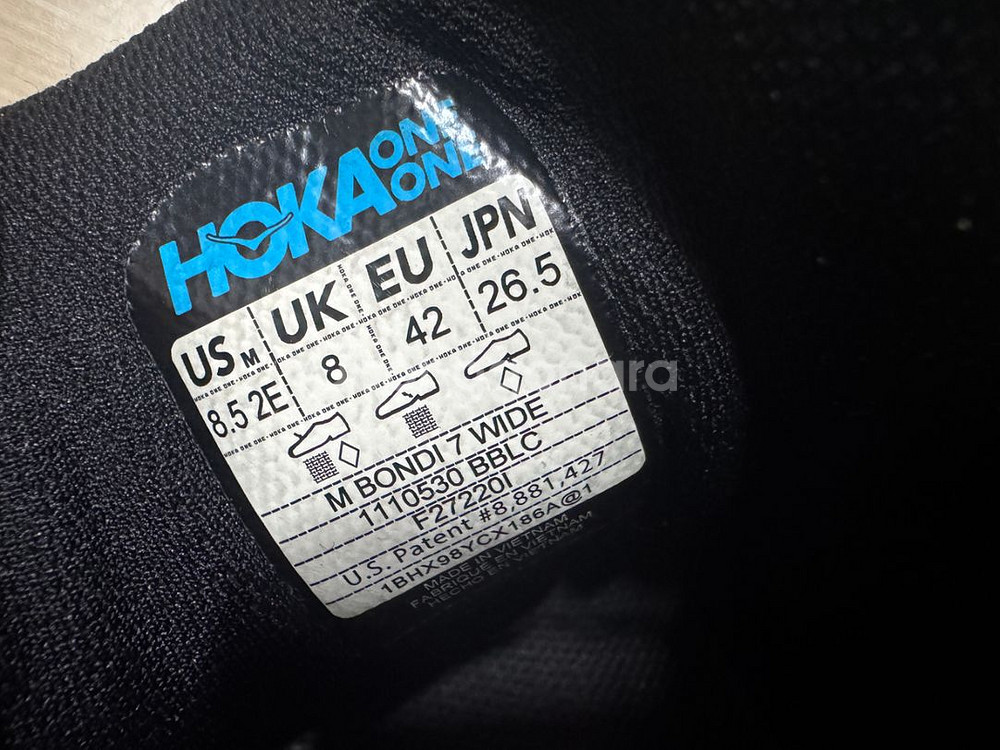 HOKA ONE ONE
US M UK EU JPN
8.5 2E 8 42 26.5
M BONDI 7 WIDE
1110530 BBLC
F27220I
U.S. Patent #8,881,427
1BHX98YCX186A@1
MADE IN VIETNAM